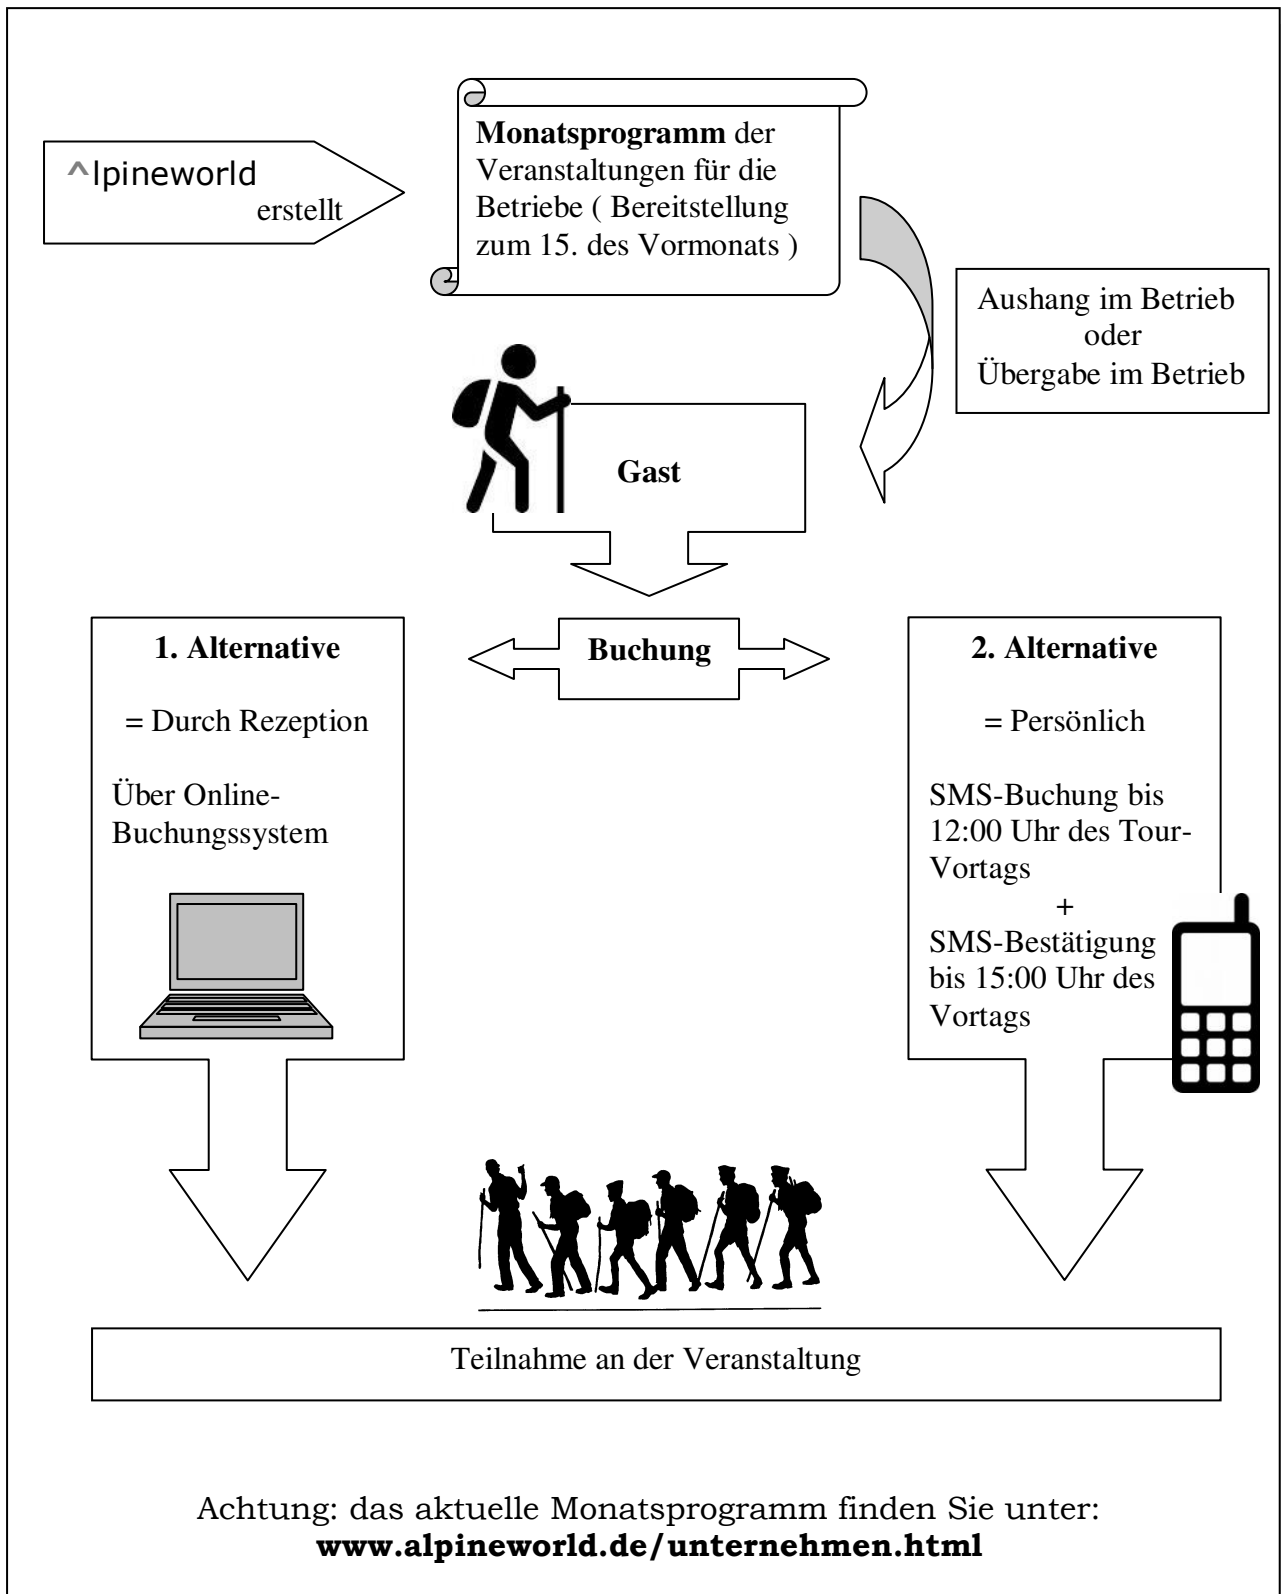 ^lpineworld
erstellt
Monatsprogramm der
Veranstaltungen für die
Betriebe ( Bereitstellung
zum 15. des Vormonats )
Aushang im Betrieb
oder
Übergabe im Betrieb
Gast
Buchung
1. Alternative
= Durch Rezeption
Über Online-
Buchungssystem
2. Alternative
= Persönlich
SMS-Buchung bis
12:00 Uhr des Tour-
Vortags
+
SMS-Bestätigung
bis 15:00 Uhr des
Vortags
Teilnahme an der Veranstaltung
Achtung: das aktuelle Monatsprogramm finden Sie unter:
www.alpineworld.de/unternehmen.html